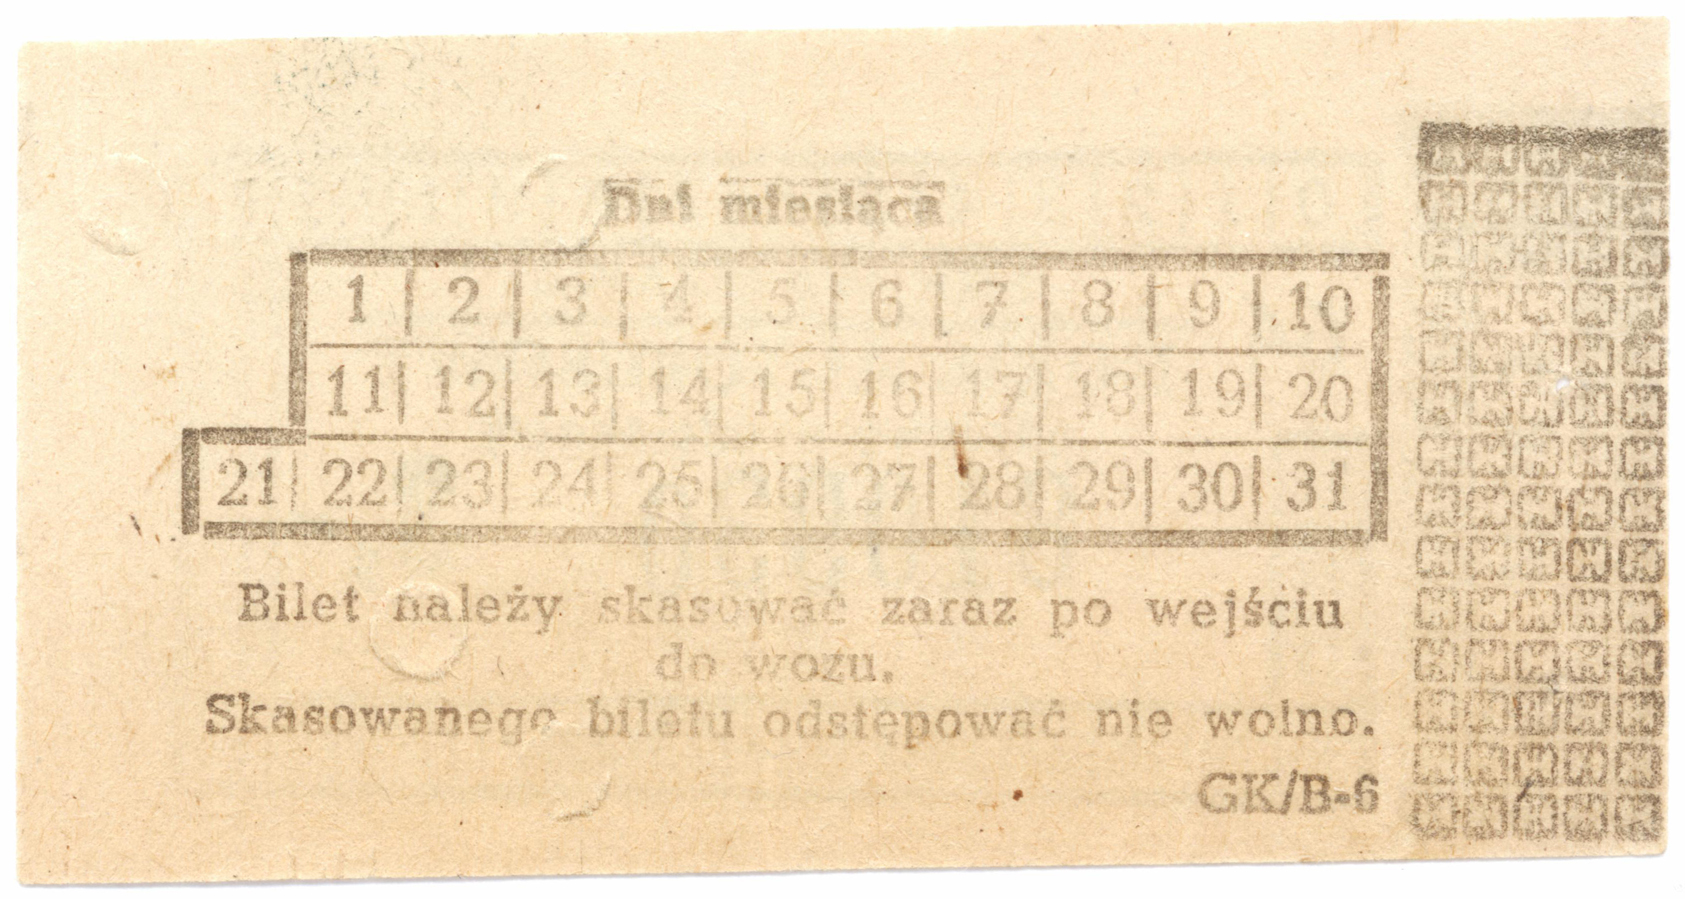 Dni miesiąca
1 | 2 | 3 | 4 | 5 | 6 | 7 | 8 | 9 | 10
11 | 12 | 13 | 14 | 15 | 16 | 17 | 18 | 19 | 20
21 | 22 | 23 | 24 | 25 | 26 | 27 | 28 | 29 | 30 | 31
Bilet należy skasować zaraz po wejściu
do wozu.
Skasowanego biletu odstępować nie wolno.
GK/B-6